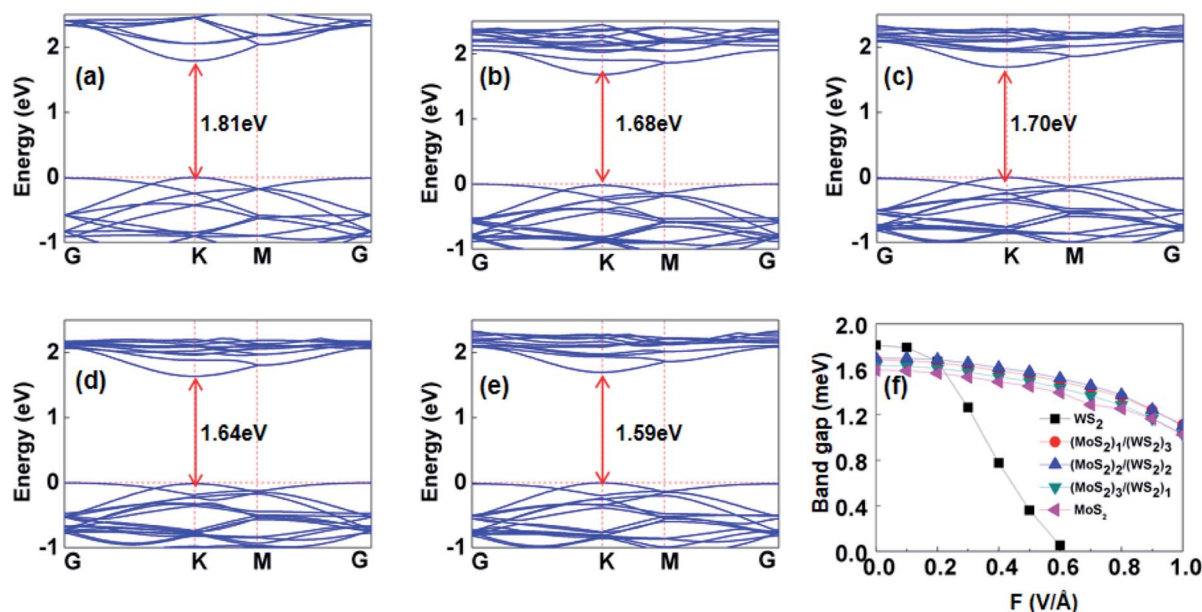 (a)
Energy (eV)
2
1
0
-1
1.81eV
G K M G
(b)
Energy (eV)
2
1
0
-1
1.68eV
G K M G
(c)
Energy (eV)
2
1
0
-1
1.70eV
G K M G
(d)
Energy (eV)
2
1
0
-1
1.64eV
G K M G
(e)
Energy (eV)
2
1
0
-1
1.59eV
G K M G
(f)
Band gap (meV)
2.0
1.6
1.2
0.8
0.4
0.0
WS₂
(MoS₂)₁/(WS₂)₃
(MoS₂)₂/(WS₂)₂
(MoS₂)₃/(WS₂)₁
MoS₂
0.0 0.2 0.4 0.6 0.8 1.0
F (V/Å)